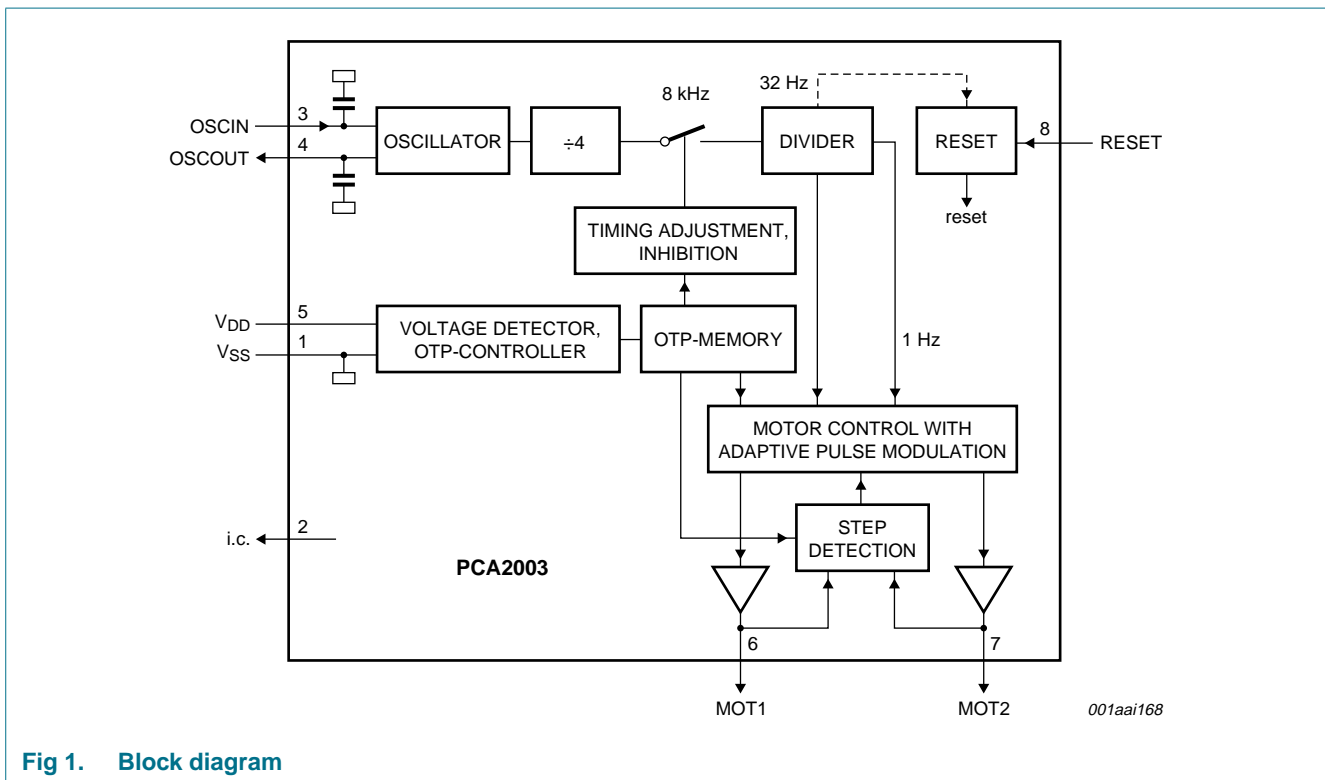 32 Hz
8 kHz
3
8
OSCIN
4
OSCILLATOR
÷4
DIVIDER
RESET
RESET
OSCOUT
reset
TIMING ADJUSTMENT,
INHIBITION
5
VDD
1
VSS
VOLTAGE DETECTOR,
OTP-CONTROLLER
OTP-MEMORY
1 Hz
MOTOR CONTROL WITH
ADAPTIVE PULSE MODULATION
2
i.c.
STEP
DETECTION
PCA2003
6
7
MOT1
MOT2
001aai168
Fig 1. Block diagram